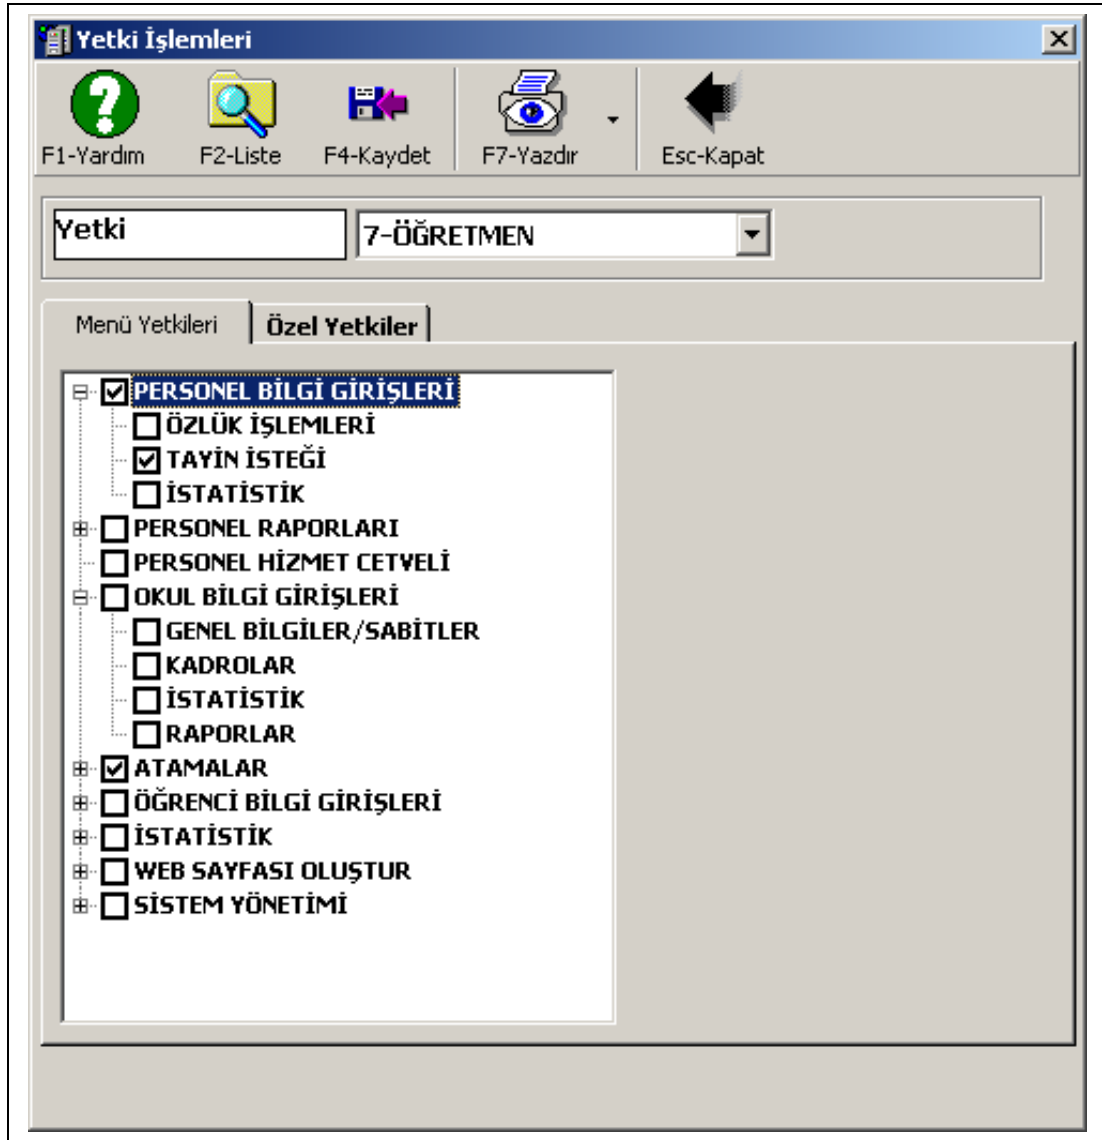 Yetki İşlemleri
F1-Yardım F2-Liste F4-Kaydet F7-Yazdır Esc-Kapat
Yetki 7-ÖĞRETMEN
Menü Yetkileri Özel Yetkiler
PERSONEL BİLGİ GİRİŞLERİ
ÖZLÜK İŞLEMLERİ
TAYİN İSTEĞİ
İSTATİSTİK
PERSONEL RAPORLARI
PERSONEL HİZMET CETVELİ
OKUL BİLGİ GİRİŞLERİ
GENEL BİLGİLER/SABİTLER
KADROLAR
İSTATİSTİK
RAPORLAR
ATAMALAR
ÖĞRENCİ BİLGİ GİRİŞLERİ
İSTATİSTİK
WEB SAYFASI OLUŞTUR
SİSTEM YÖNETİMİ